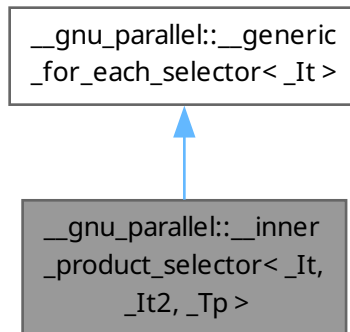 __gnu_parallel::__generic
_for_each_selector< _It >
__gnu_parallel::__inner
_product_selector< _It,
_It2, _Tp >